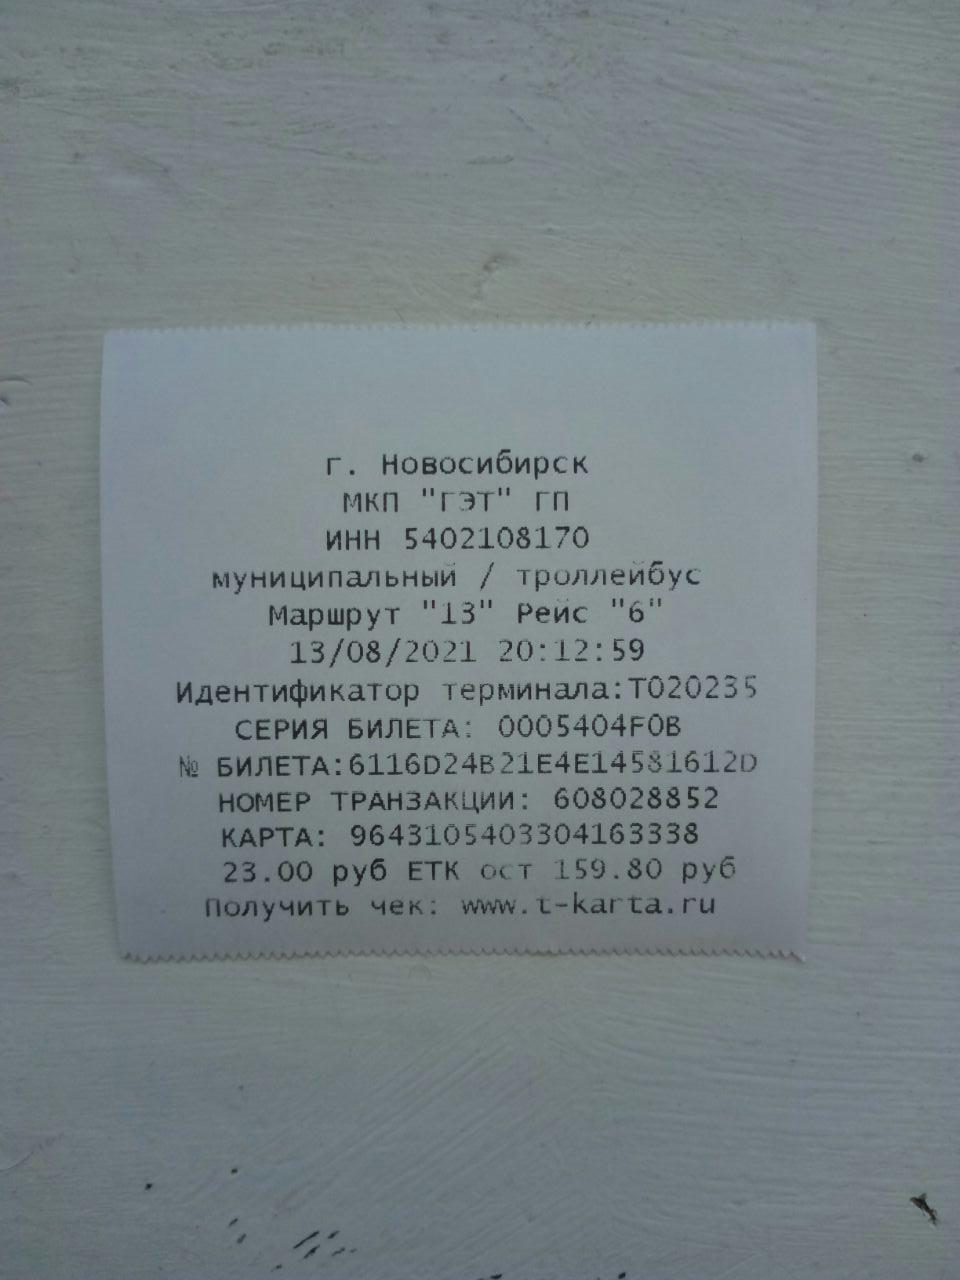 г. Новосибирск
МКП "ГЭТ" ГП
ИНН 5402108170
муниципальный / троллейбус
Маршрут "13" Рейс "6"
13/08/2021 20:12:59
Идентификатор терминала:T020235
СЕРИЯ БИЛЕТА: 0005404F0B
№ БИЛЕТА:6116D24B21E4E14581612D
НОМЕР ТРАНЗАКЦИИ: 608028852
КАРТА: 9643105403304163338
23.00 руб ЕТК ост 159.80 руб
Получить чек: www.t-karta.ru